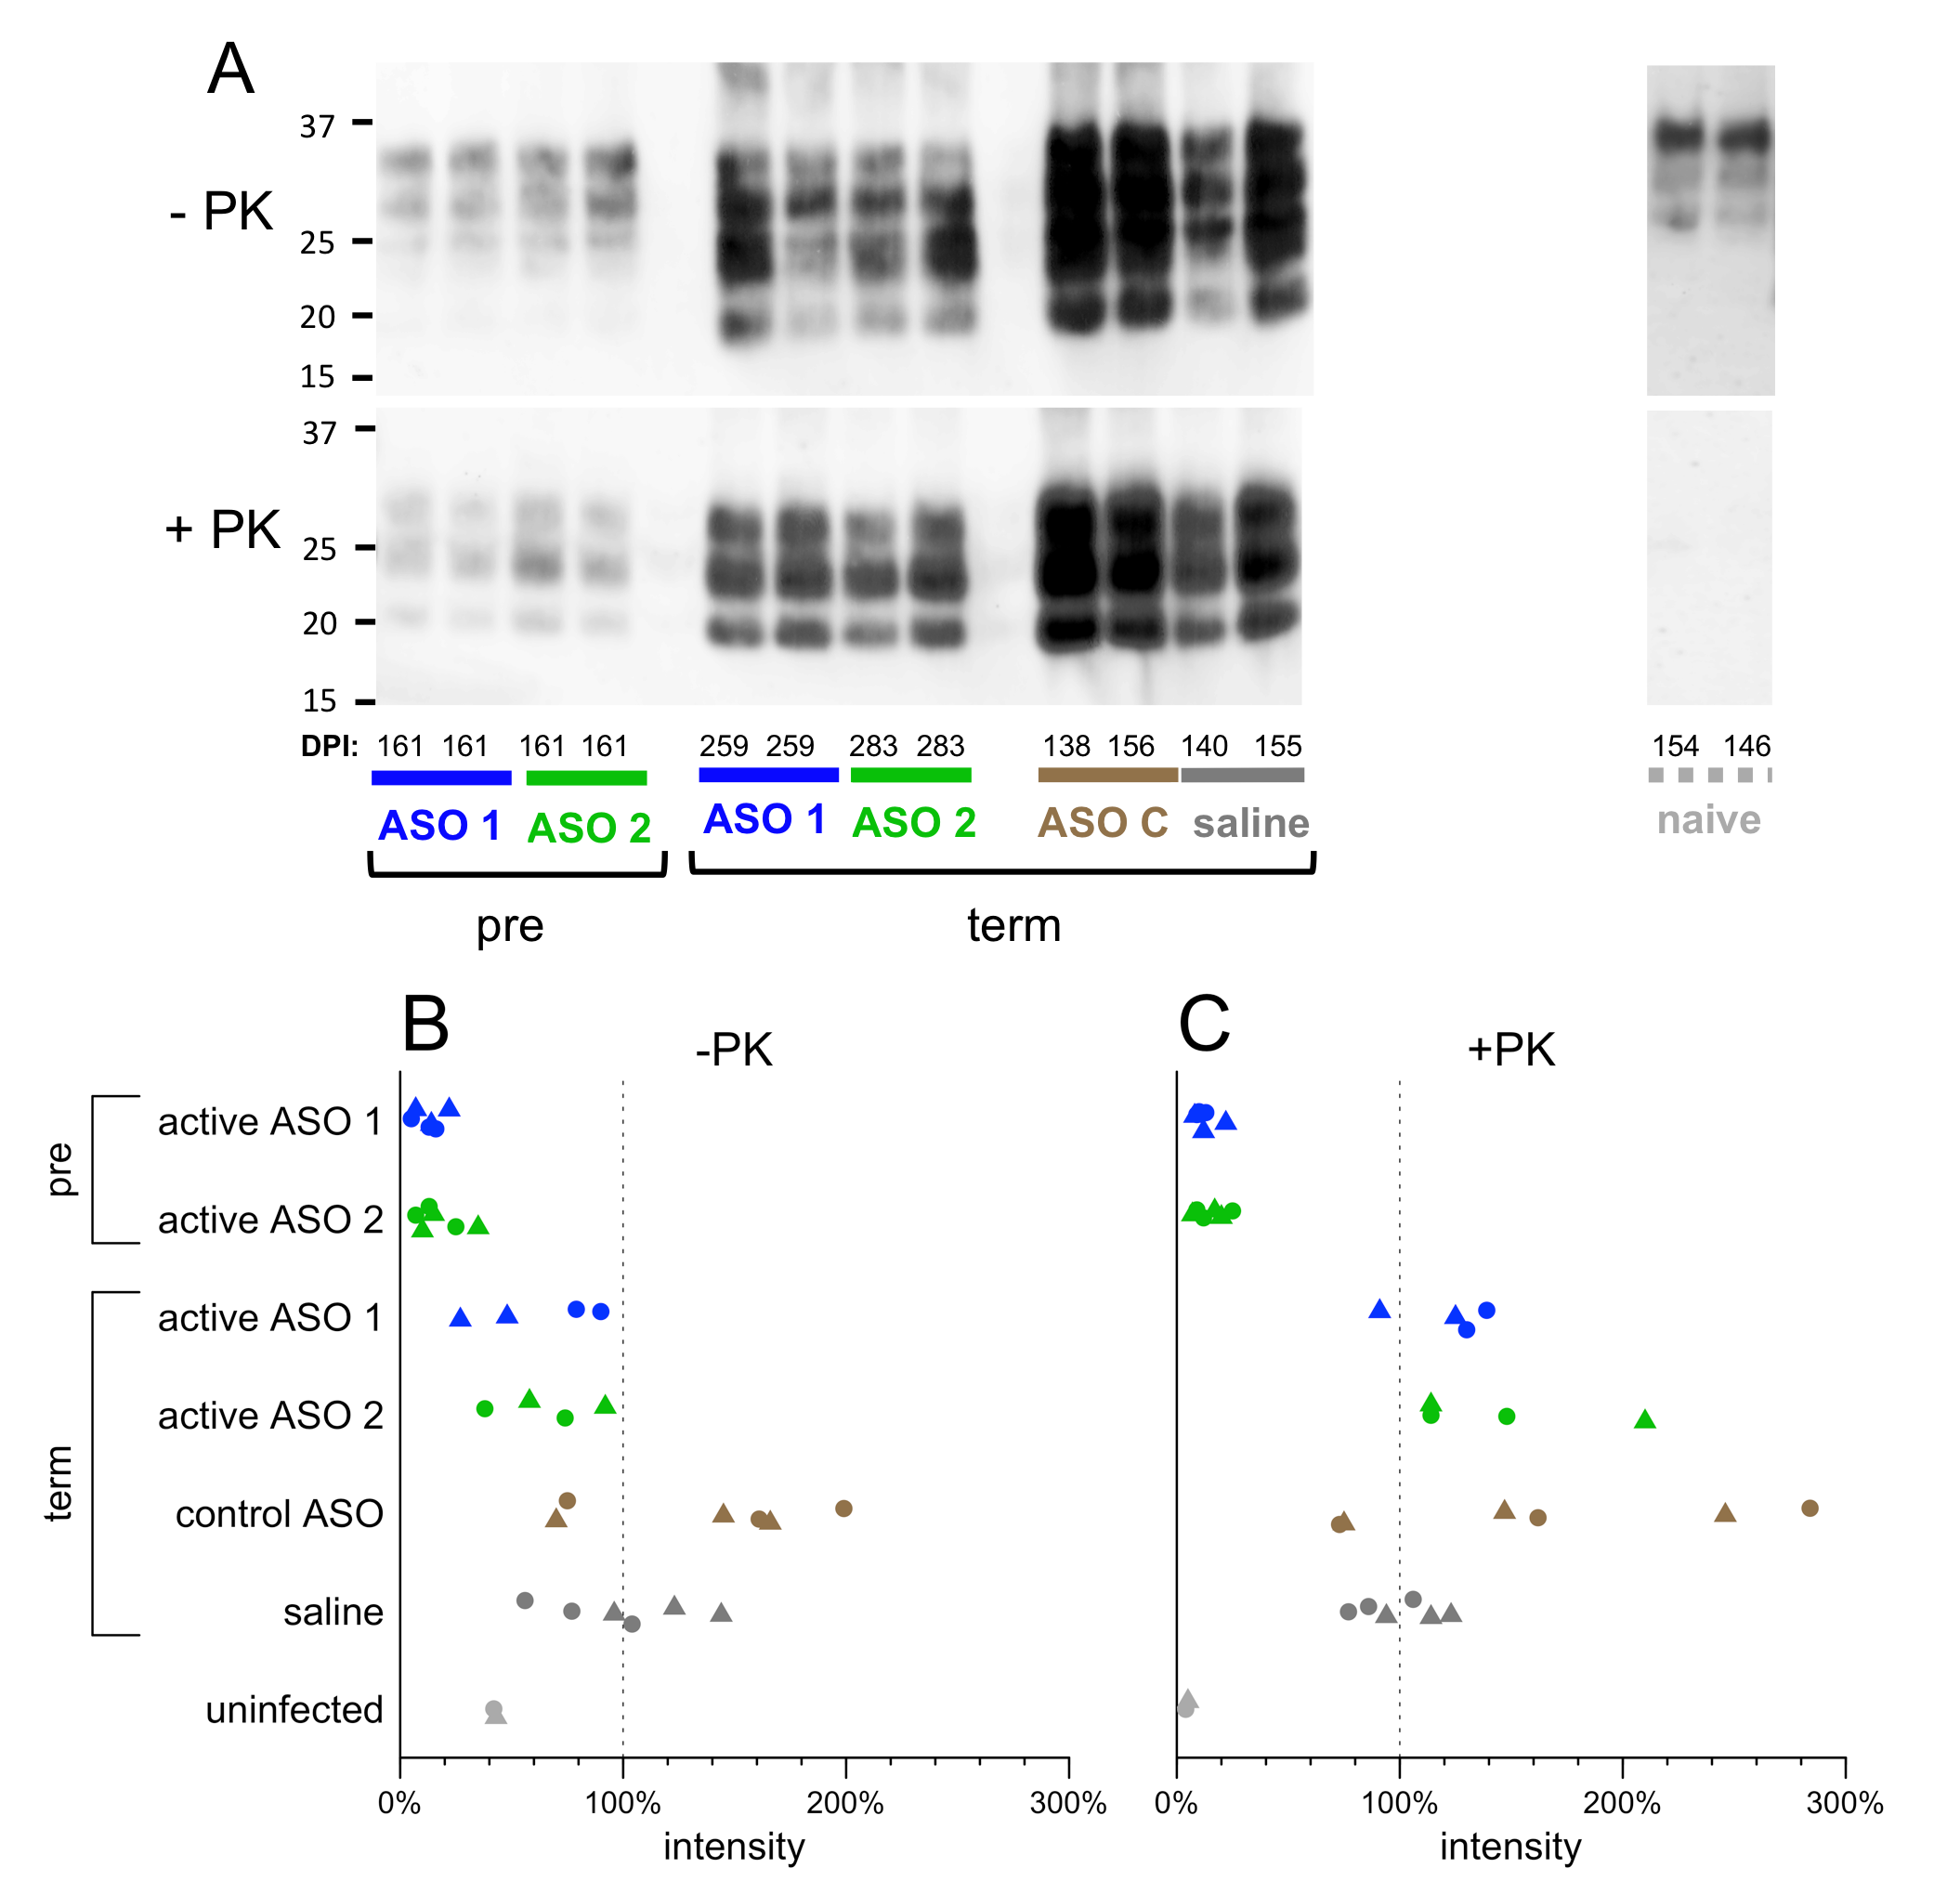 A
37
- PK
25
20
15
37
+ PK
25
20
15
DPI: 161 161 161 161 259 259 283 283 138 156 140 155 154 146
ASO 1 ASO 2 ASO 1 ASO 2 ASO C saline naive
pre term
B C
-PK +PK
pre
active ASO 1
active ASO 2
term
active ASO 1
active ASO 2
control ASO
saline
uninfected
0% 100% 200% 300% 0% 100% 200% 300%
intensity intensity